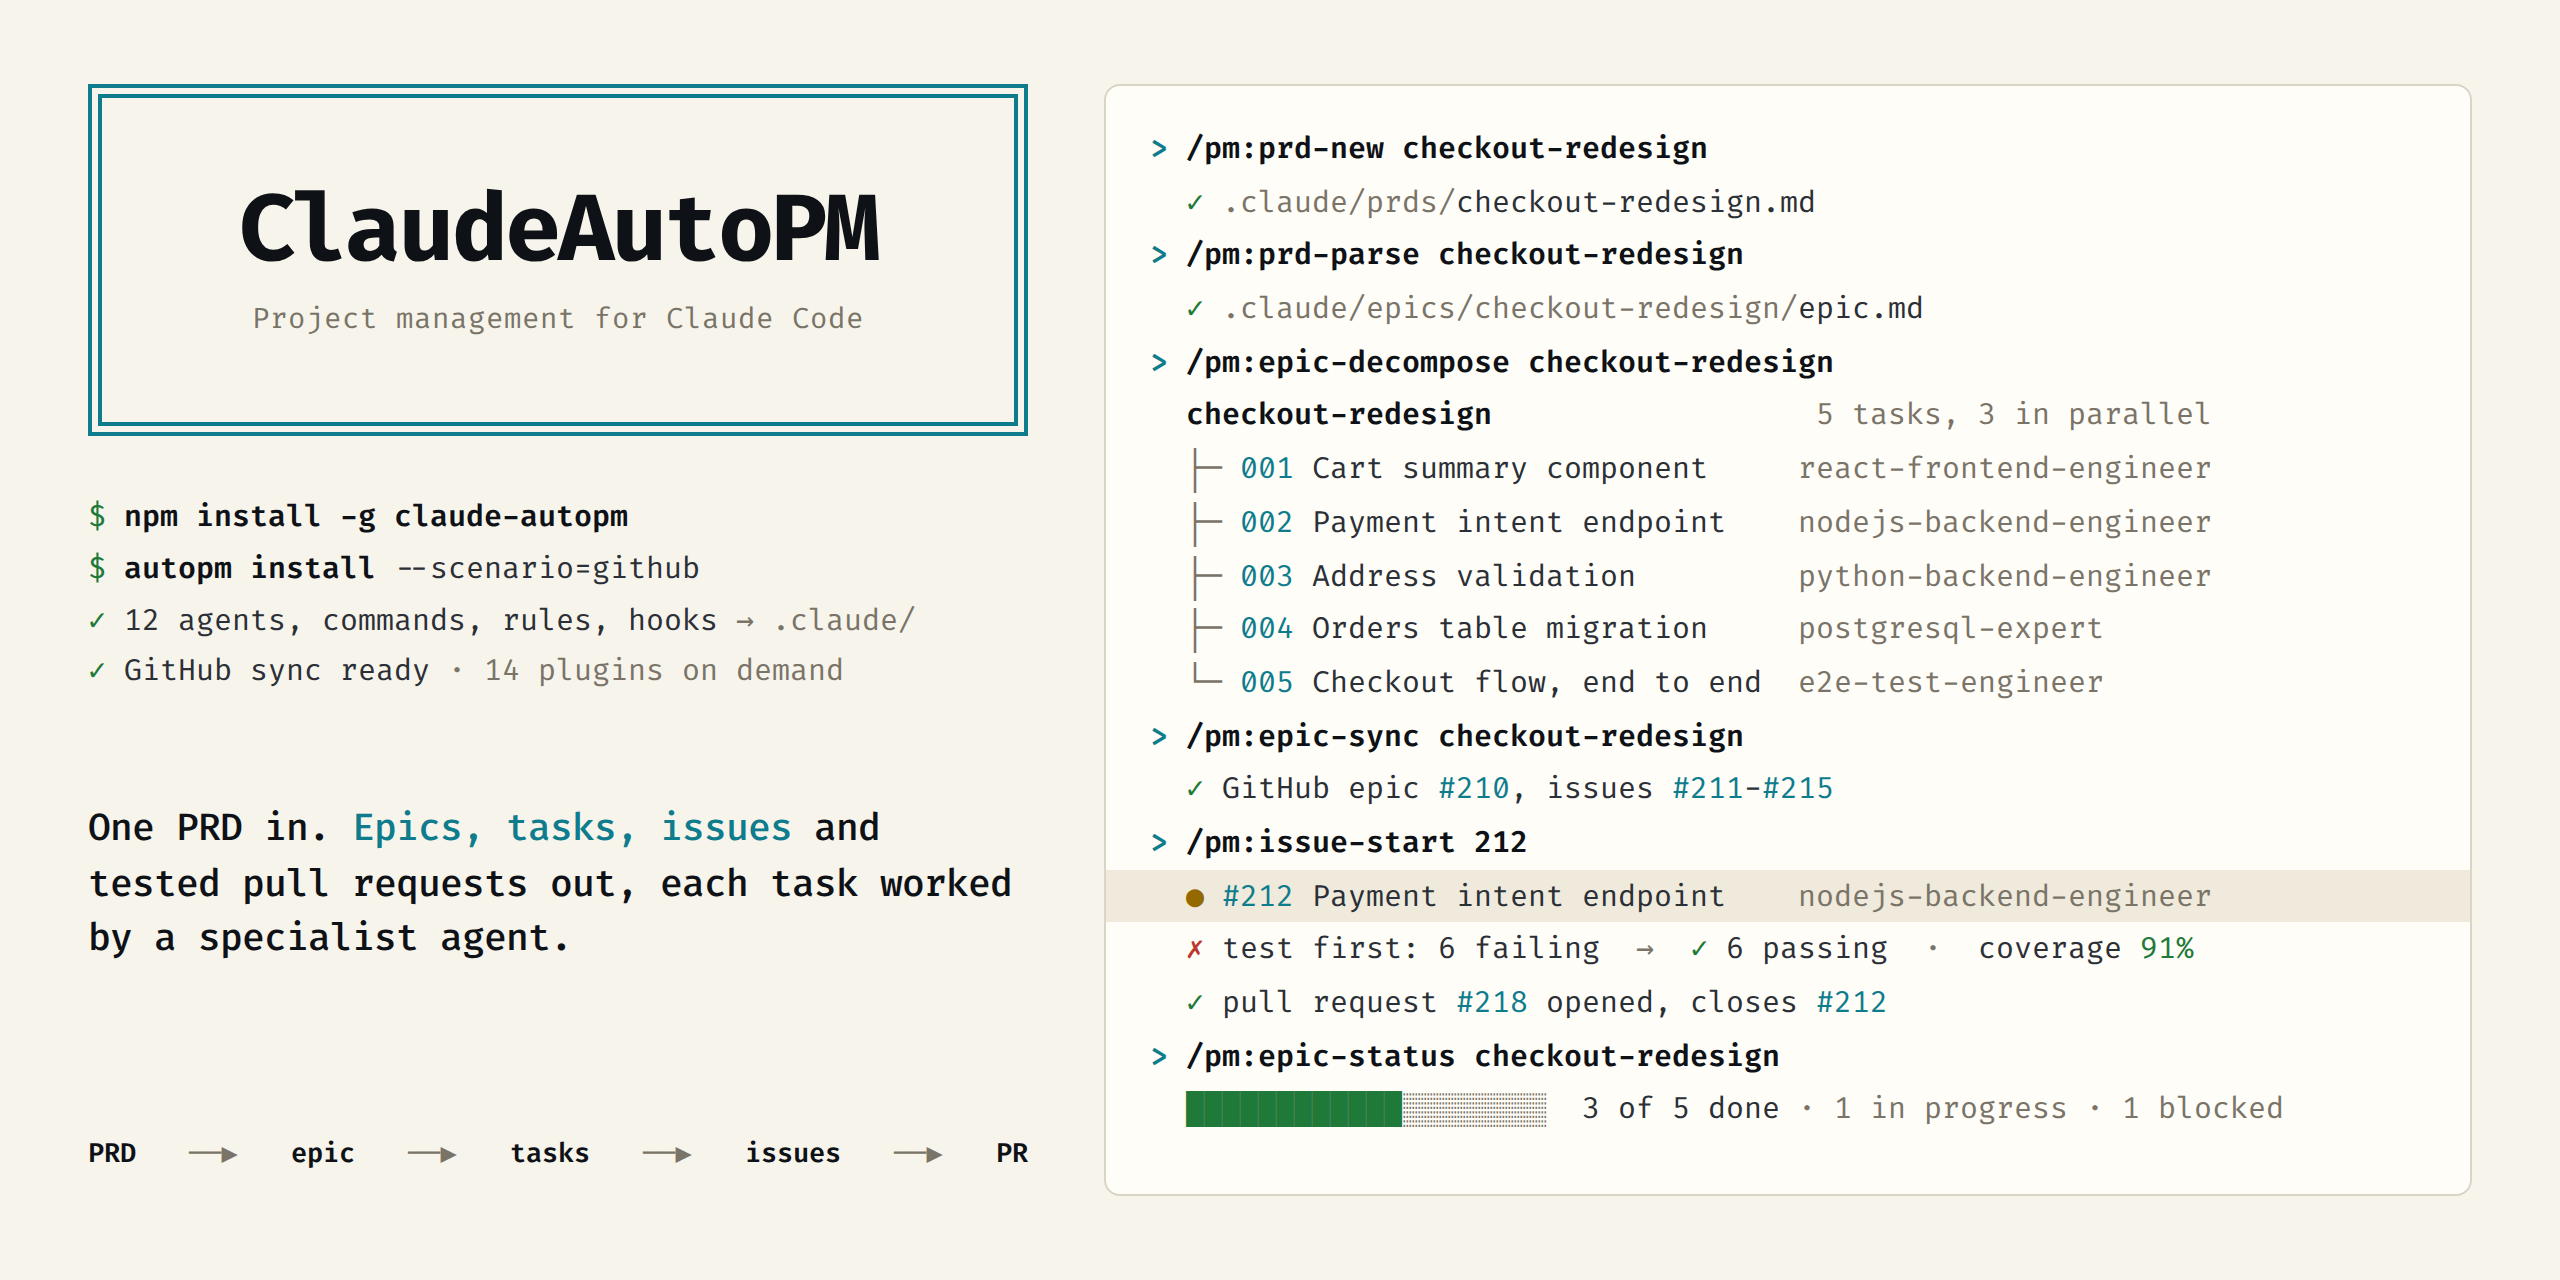 ClaudeAutoPM
Project management for Claude Code
$ npm install -g claude-autopm
$ autopm install --scenario=github
✓ 12 agents, commands, rules, hooks → .claude/
✓ GitHub sync ready · 14 plugins on demand
One PRD in. Epics, tasks, issues and
tested pull requests out, each task worked
by a specialist agent.
PRD ──▶ epic ──▶ tasks ──▶ issues ──▶ PR
> /pm:prd-new checkout-redesign
✓ .claude/prds/checkout-redesign.md
> /pm:prd-parse checkout-redesign
✓ .claude/epics/checkout-redesign/epic.md
> /pm:epic-decompose checkout-redesign
checkout-redesign 5 tasks, 3 in parallel
├─ 001 Cart summary component react-frontend-engineer
├─ 002 Payment intent endpoint nodejs-backend-engineer
├─ 003 Address validation python-backend-engineer
├─ 004 Orders table migration postgresql-expert
└─ 005 Checkout flow, end to end e2e-test-engineer
> /pm:epic-sync checkout-redesign
✓ GitHub epic #210, issues #211-#215
> /pm:issue-start 212
● #212 Payment intent endpoint nodejs-backend-engineer
✗ test first: 6 failing → ✓ 6 passing · coverage 91%
✓ pull request #218 opened, closes #212
> /pm:epic-status checkout-redesign
████████████░░░░░░░░ 3 of 5 done · 1 in progress · 1 blocked